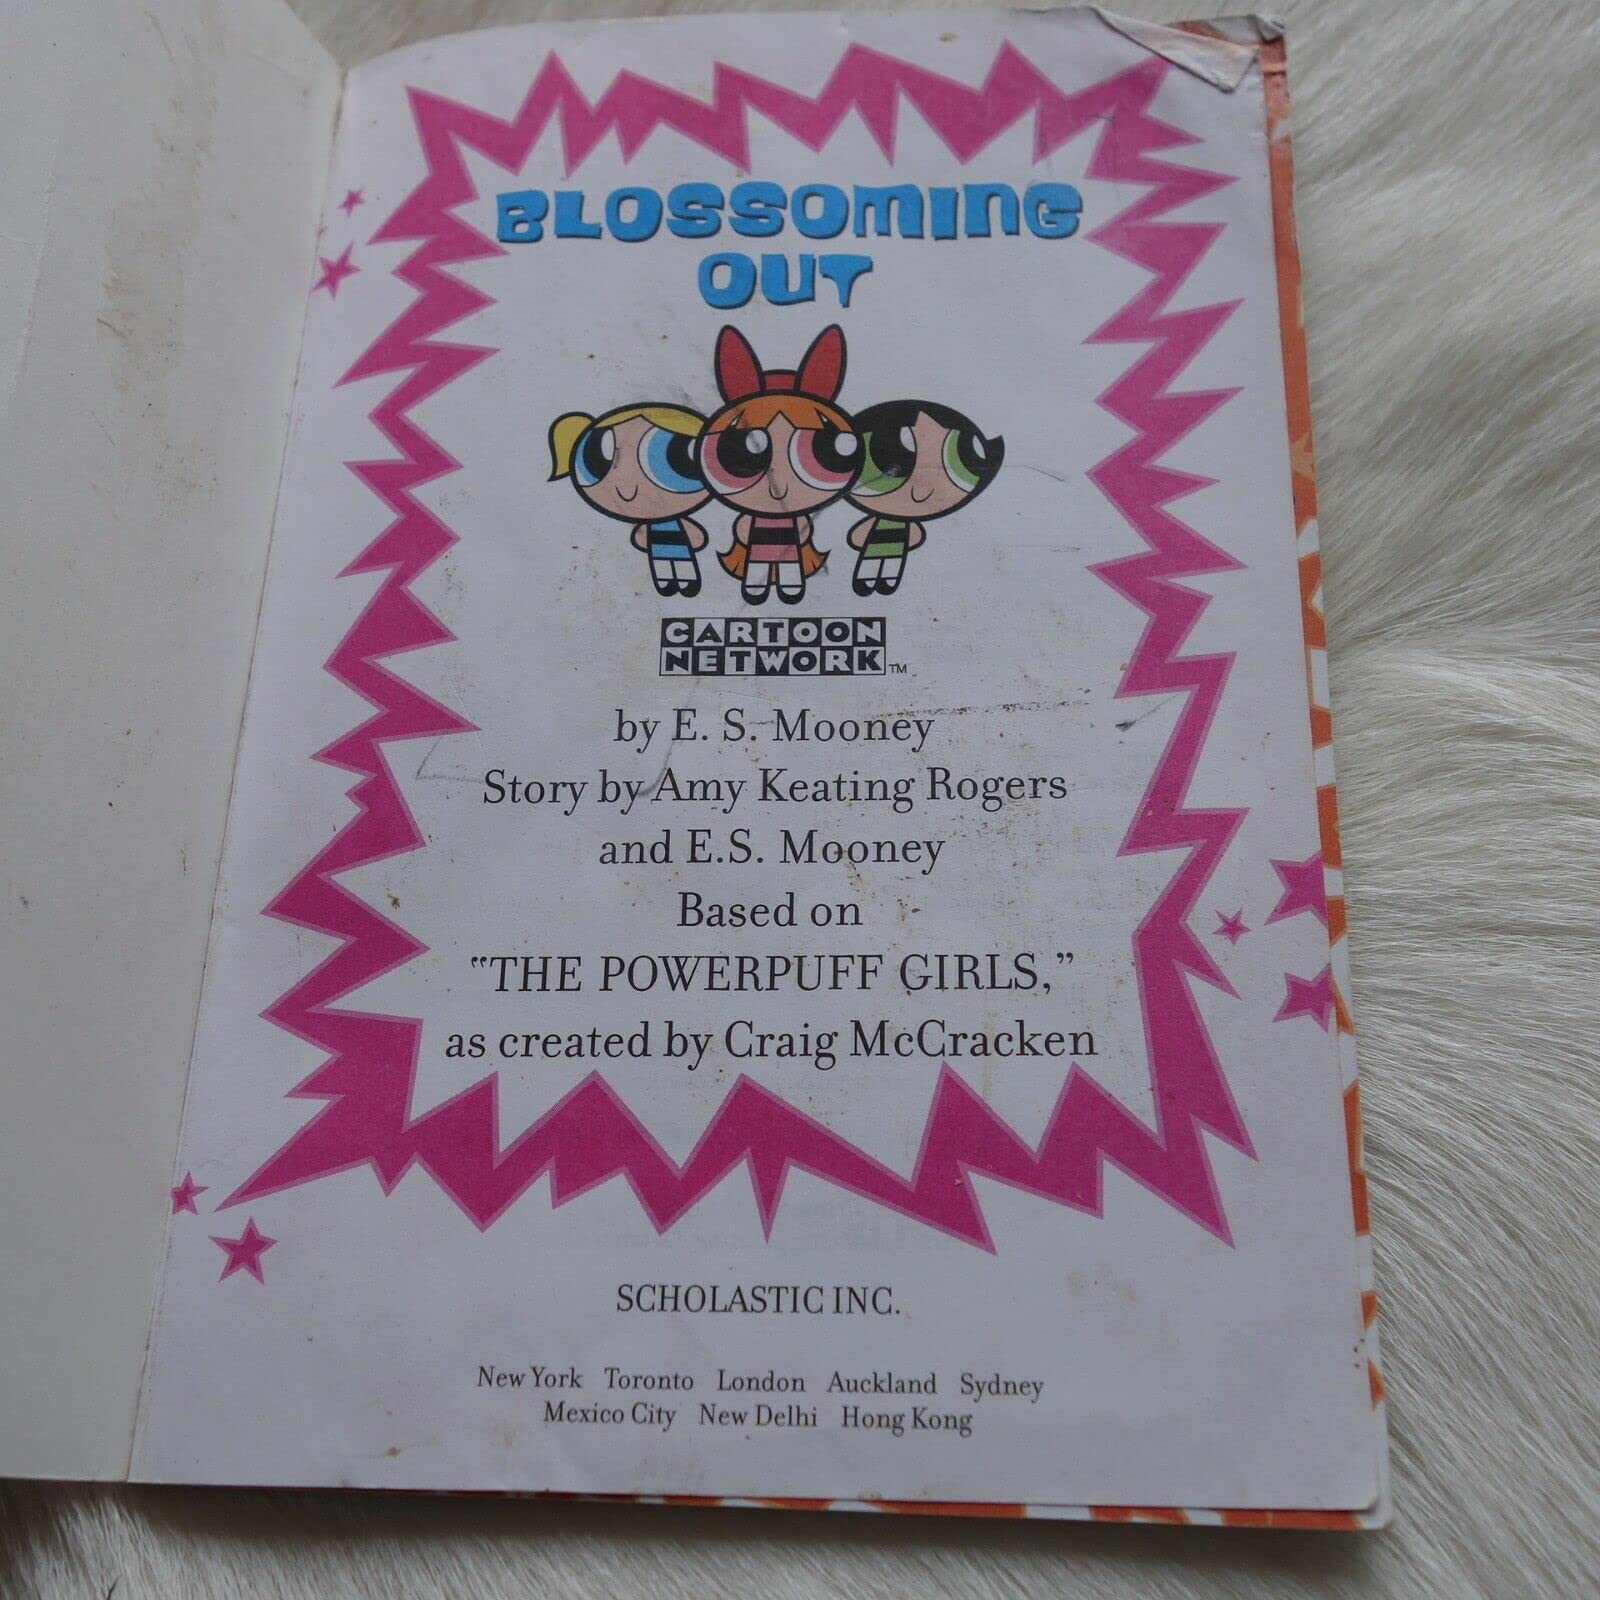 BLOSSOMING
OUT
CARTOON
NETWORK TM
by E. S. Mooney
Story by Amy Keating Rogers
and E.S. Mooney
Based on
“THE POWERPUFF GIRLS,”
as created by Craig McCracken
SCHOLASTIC INC.
New York Toronto London Auckland Sydney
Mexico City New Delhi Hong Kong